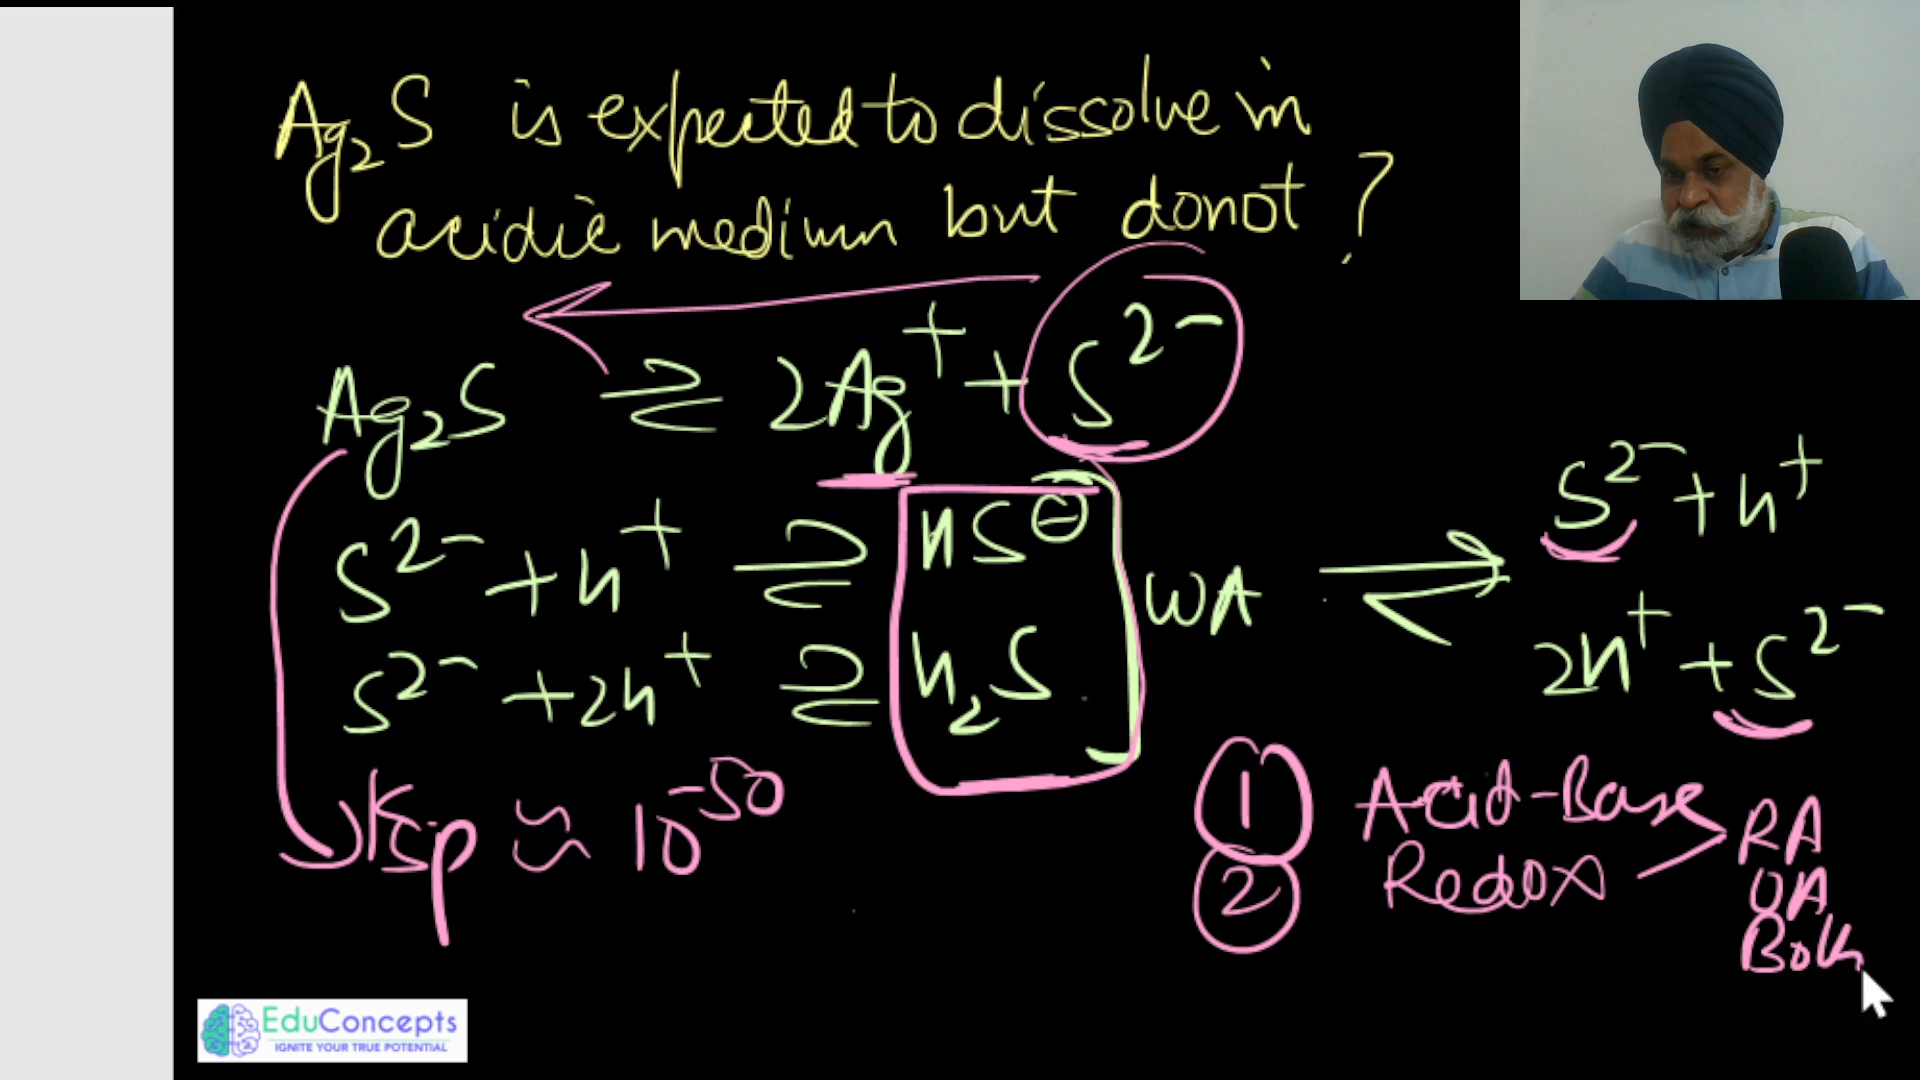 Ag₂S is expected to dissolve in
acidic medium but donot ?
Ag₂S ⇌ 2Ag⁺ + S²⁻
S²⁻ + H⁺ ⇌ HS⊖
S²⁻ + 2H⁺ ⇌ H₂S
WA ⇌ S²⁻ + H⁺
2H⁺ + S²⁻
Ksp ≈ 10⁻⁵⁰
1 Acid-Base
2 Redox
RA
OA
Both
EduConcepts
IGNITE YOUR TRUE POTENTIAL